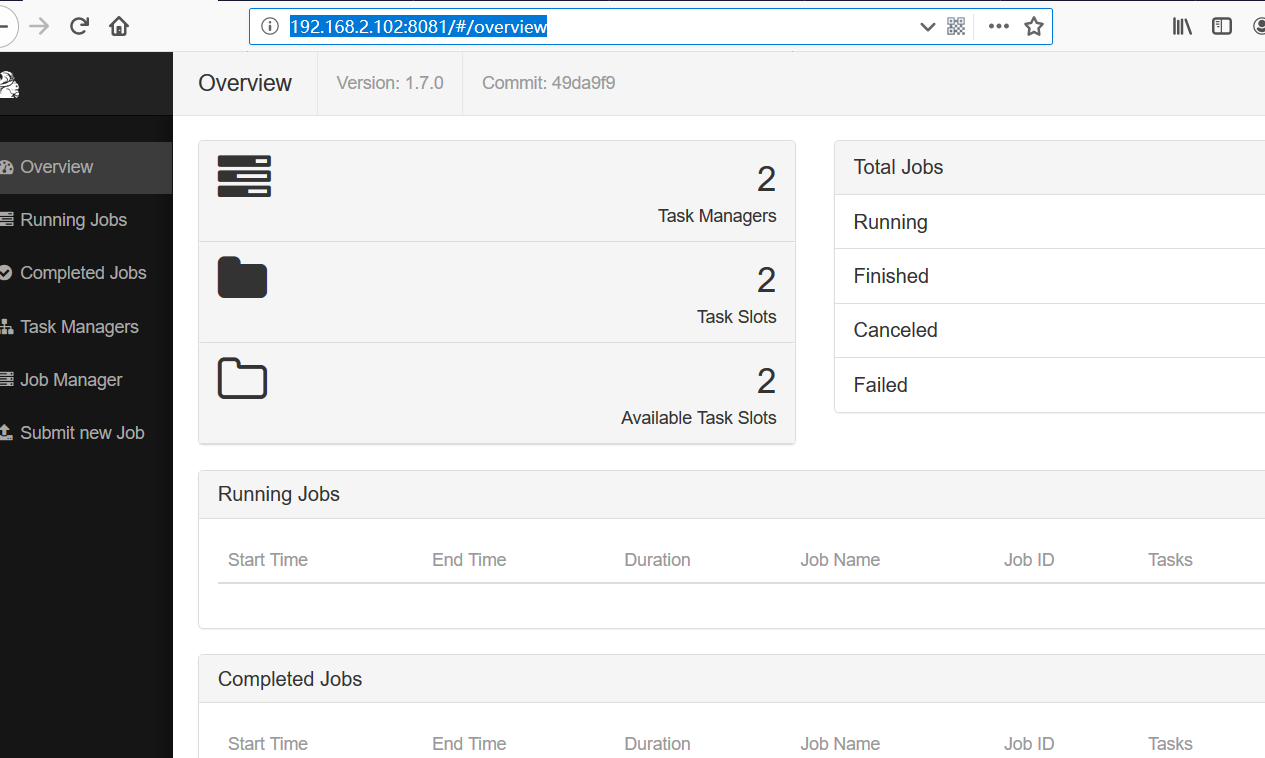 192.168.2.102:8081/#/overview
Overview Version: 1.7.0 Commit: 49da9f9
Overview
Running Jobs
Completed Jobs
Task Managers
Job Manager
Submit new Job
2
Task Managers
2
Task Slots
2
Available Task Slots
Total Jobs
Running
Finished
Canceled
Failed
Running Jobs
Start Time End Time Duration Job Name Job ID Tasks
Completed Jobs
Start Time End Time Duration Job Name Job ID Tasks